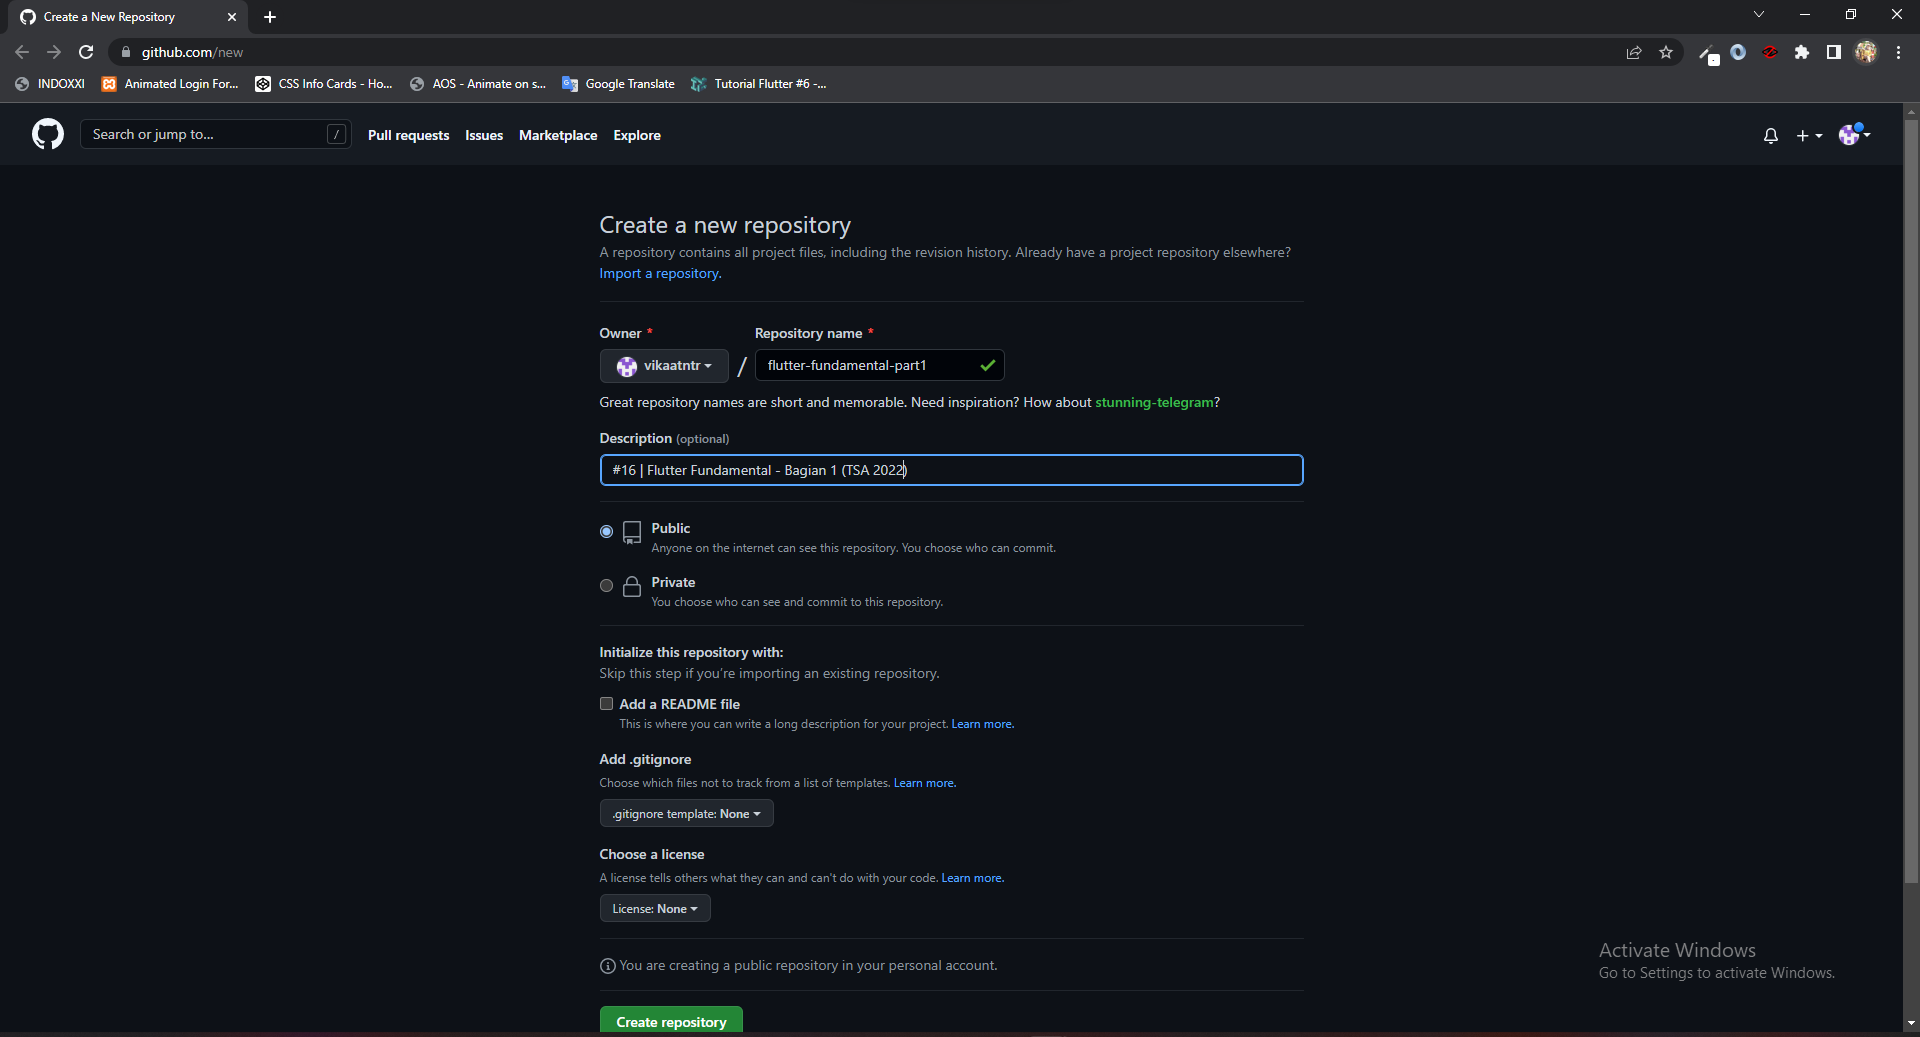 Create a New Repository
github.com/new
INDOXXI Animated Login For... CSS Info Cards - Ho... AOS - Animate on s... Google Translate Tutorial Flutter #6 -...
Search or jump to... / Pull requests Issues Marketplace Explore
Create a new repository
A repository contains all project files, including the revision history. Already have a project repository elsewhere?
Import a repository.
Owner * Repository name *
vikaatntr / flutter-fundamental-part1
Great repository names are short and memorable. Need inspiration? How about stunning-telegram?
Description (optional)
#16 | Flutter Fundamental - Bagian 1 (TSA 2022)
Public
Anyone on the internet can see this repository. You choose who can commit.
Private
You choose who can see and commit to this repository.
Initialize this repository with:
Skip this step if you're importing an existing repository.
Add a README file
This is where you can write a long description for your project. Learn more.
Add .gitignore
Choose which files not to track from a list of templates. Learn more.
.gitignore template: None
Choose a license
A license tells others what they can and can't do with your code. Learn more.
License: None
You are creating a public repository in your personal account.
Create repository
Activate Windows
Go to Settings to activate Windows.